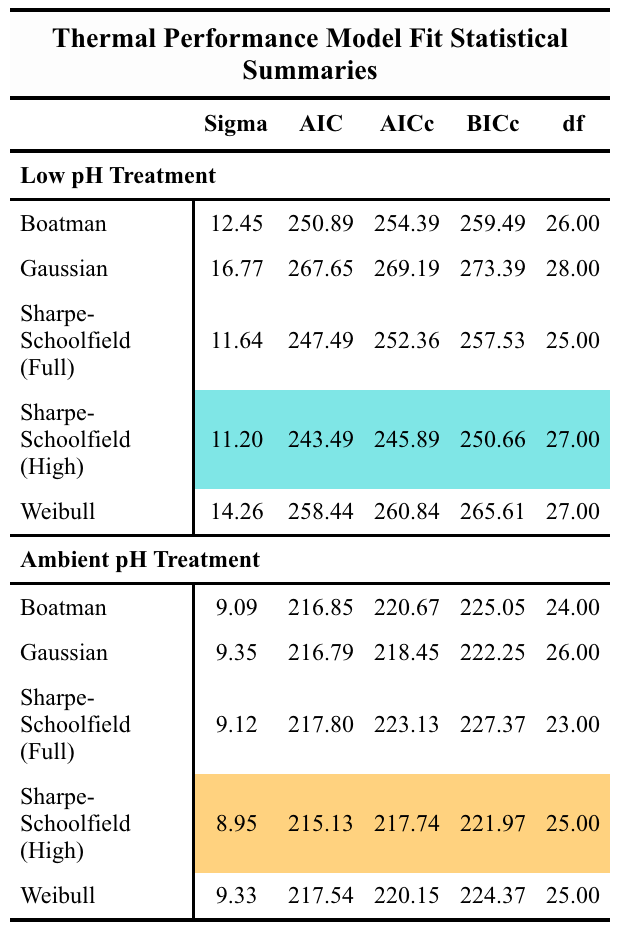 Thermal Performance Model Fit Statistical
Summaries
Sigma AIC AICc BICc df
Low pH Treatment
Boatman 12.45 250.89 254.39 259.49 26.00
Gaussian 16.77 267.65 269.19 273.39 28.00
Sharpe-
Schoolfield 11.64 247.49 252.36 257.53 25.00
(Full)
Sharpe-
Schoolfield 11.20 243.49 245.89 250.66 27.00
(High)
Weibull 14.26 258.44 260.84 265.61 27.00
Ambient pH Treatment
Boatman 9.09 216.85 220.67 225.05 24.00
Gaussian 9.35 216.79 218.45 222.25 26.00
Sharpe-
Schoolfield 9.12 217.80 223.13 227.37 23.00
(Full)
Sharpe-
Schoolfield 8.95 215.13 217.74 221.97 25.00
(High)
Weibull 9.33 217.54 220.15 224.37 25.00